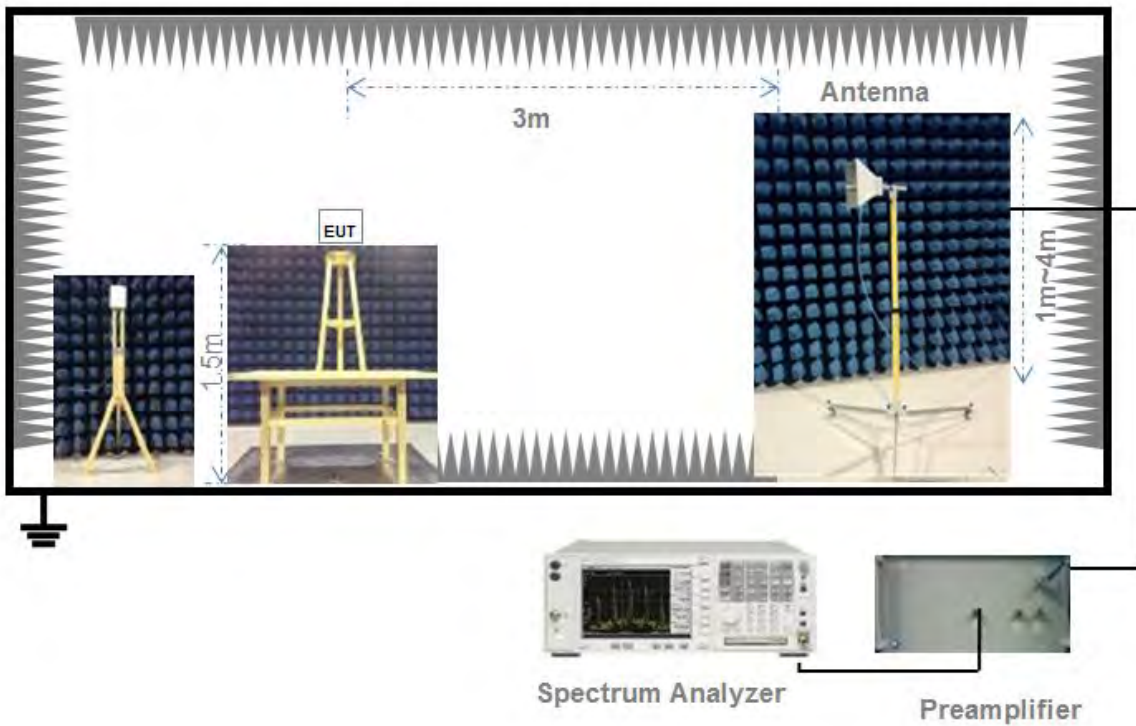 Antenna
3m
EUT
1.5m
1m~4m
Spectrum Analyzer
Preamplifier